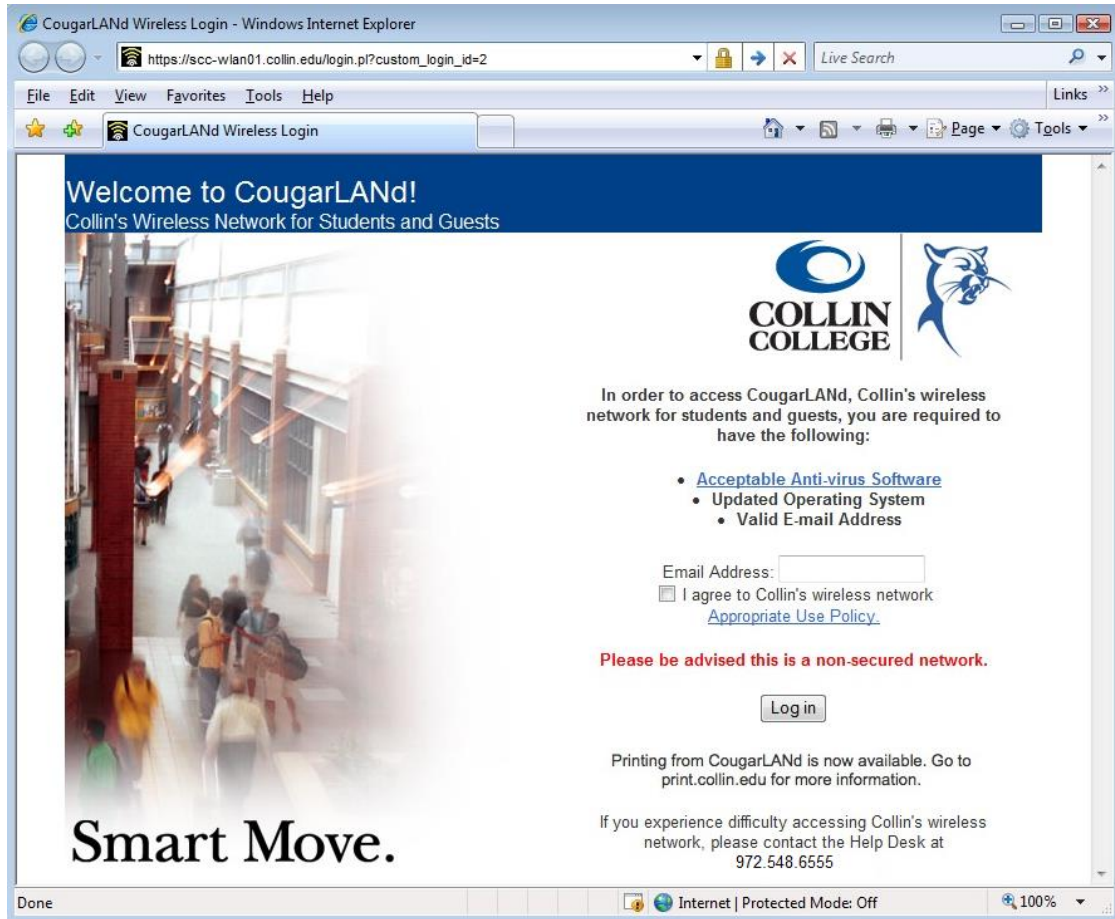 CougarLANd Wireless Login - Windows Internet Explorer
https://scc-wlan01.collin.edu/login.pl?custom_login_id=2
Live Search
File Edit View Favorites Tools Help
Links
CougarLANd Wireless Login
Page
Tools
Welcome to CougarLANd!
Collin's Wireless Network for Students and Guests
COLLIN
COLLEGE
In order to access CougarLANd, Collin's wireless
network for students and guests, you are required to
have the following:
• Acceptable Anti-virus Software
• Updated Operating System
• Valid E-mail Address
Email Address:
I agree to Collin's wireless network
Appropriate Use Policy.
Please be advised this is a non-secured network.
Log in
Printing from CougarLANd is now available. Go to
print.collin.edu for more information.
If you experience difficulty accessing Collin's wireless
network, please contact the Help Desk at
972.548.6555
Smart Move.
Done
Internet | Protected Mode: Off
100%